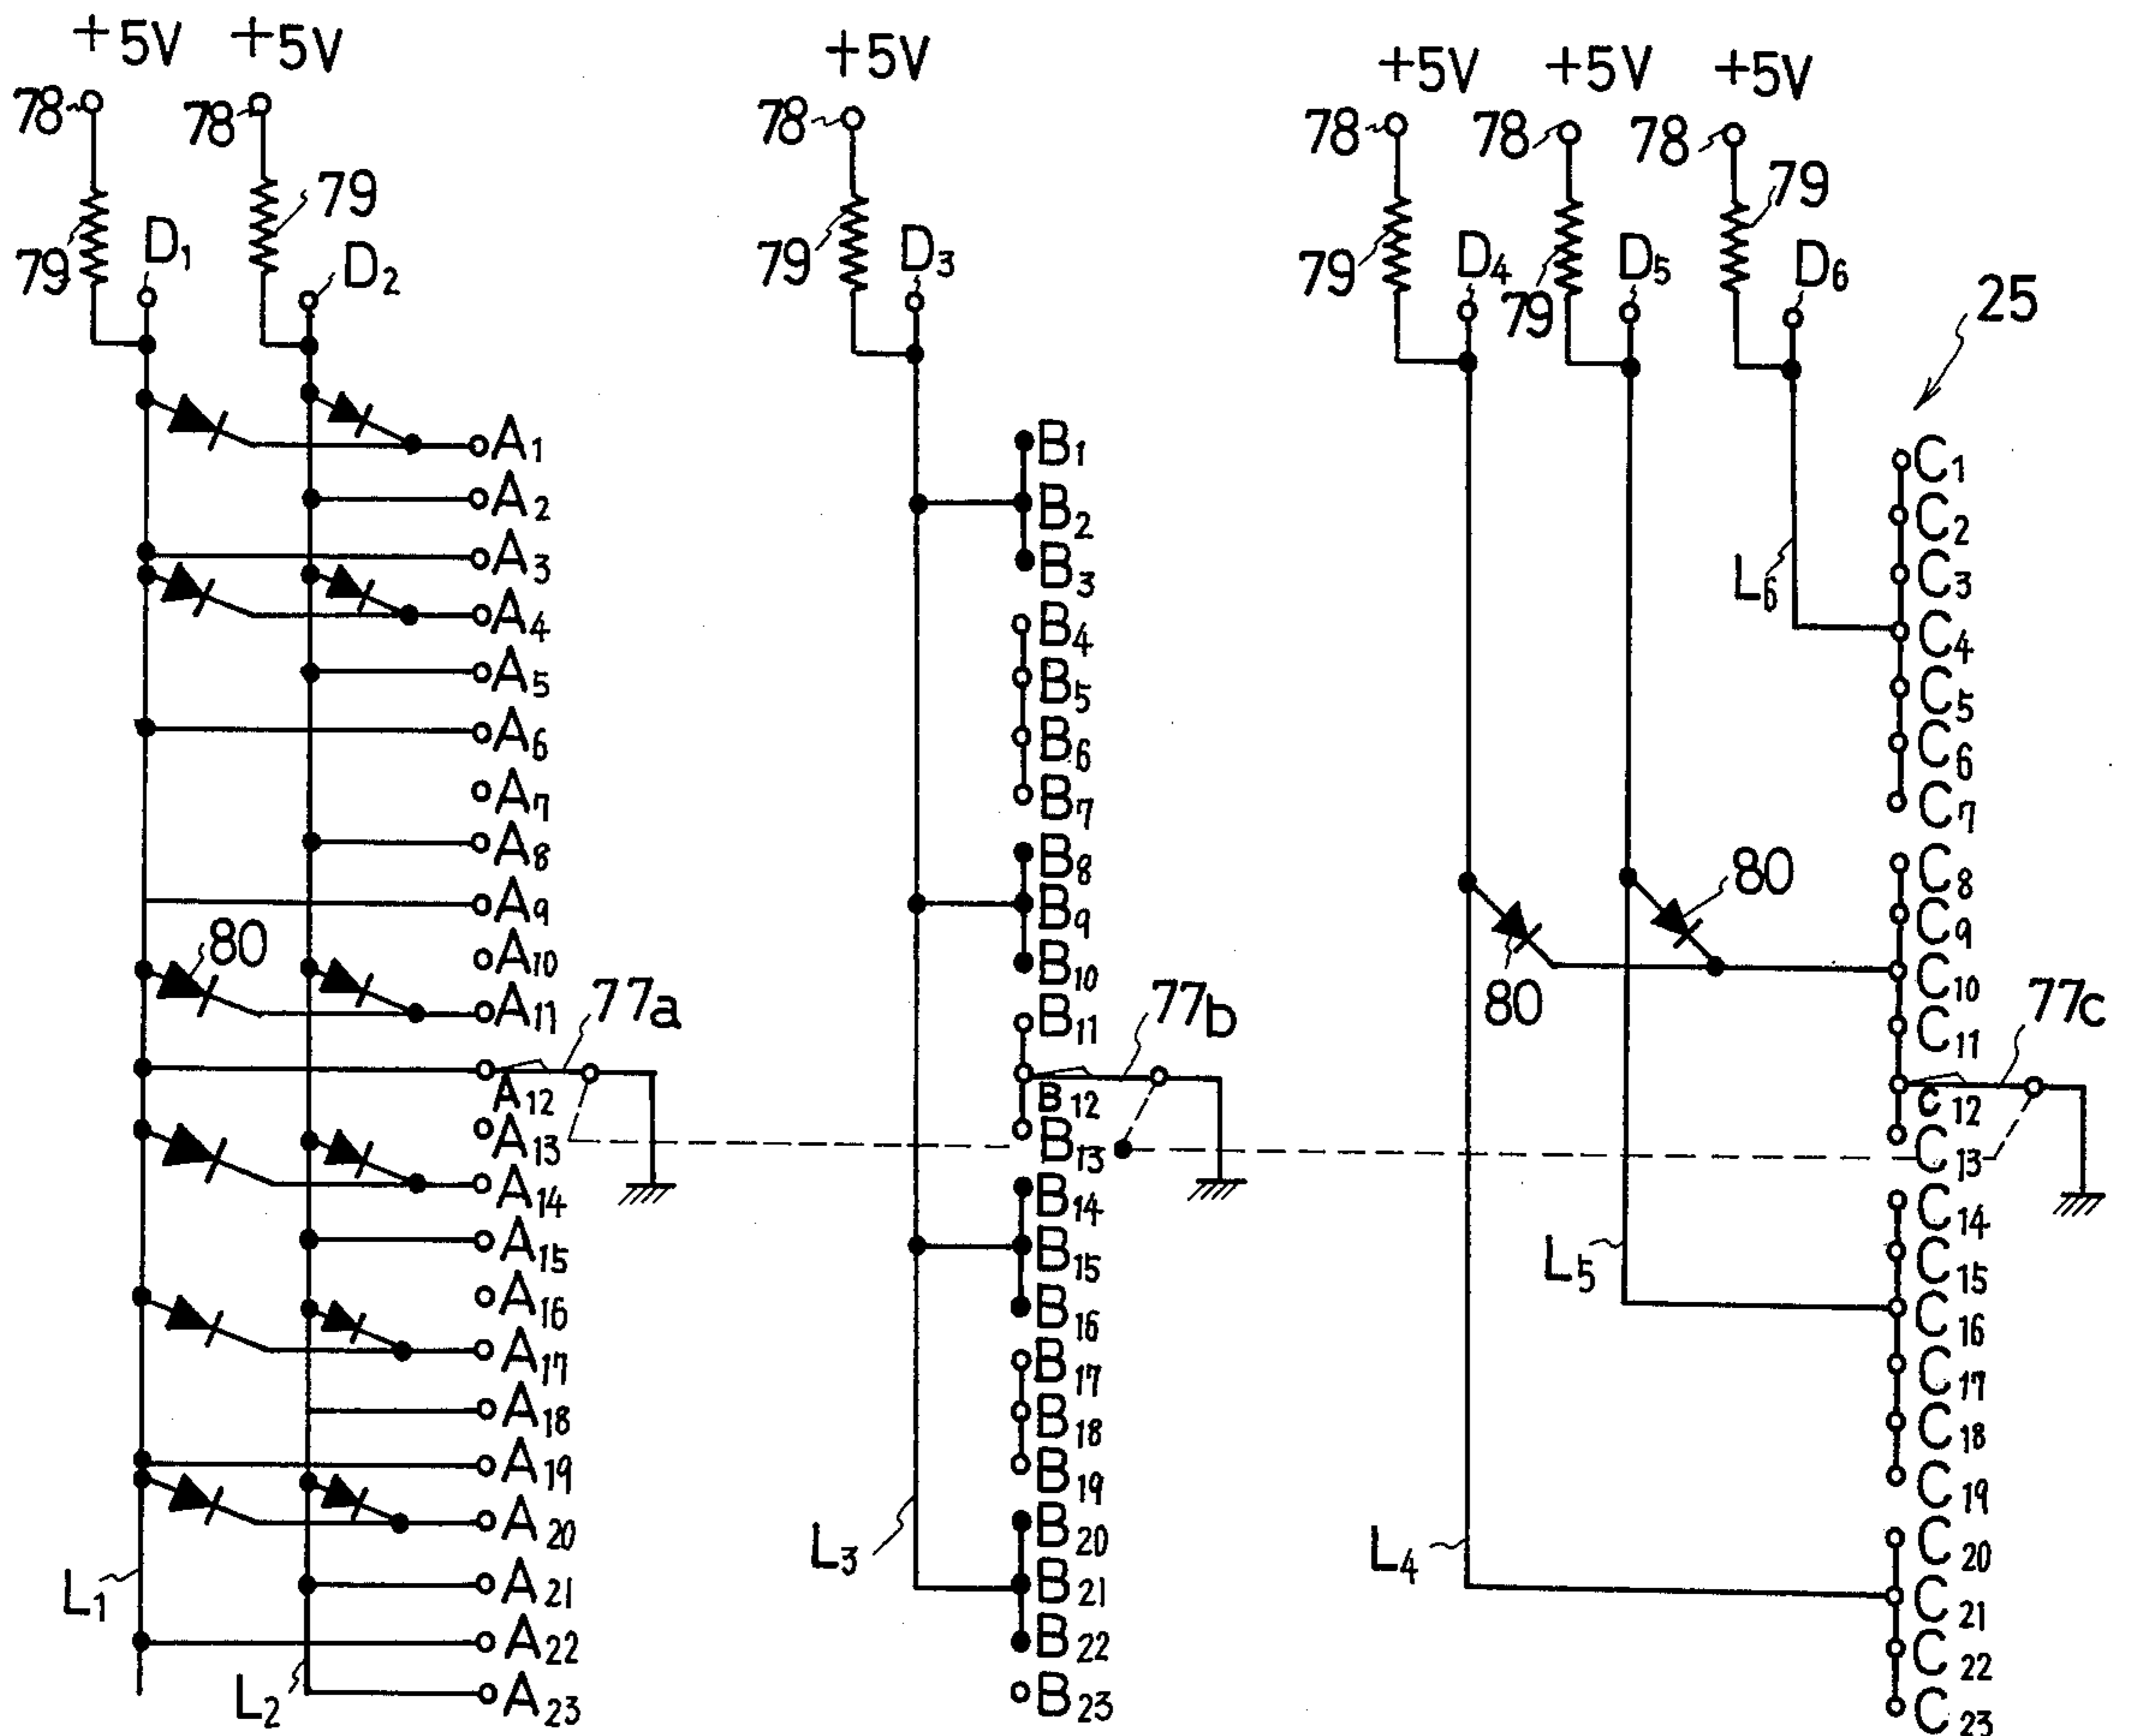 +5V +5V +5V +5V +5V +5V
78 78 78 78 78 78
79 79 79 79 79 79
D1 D2 D3 D4 D5 D6
25
A1 B1 C1
A2 B2 C2
A3 B3 C3
L6
A4 B4 C4
A5 B5 C5
A6 B6 C6
A7 B7 C7
A8 B8 C8
80
A9 B9 C9
80
A10 B10 C10
80
A11 B11 C11
77a 77b 77c
A12 B12 C12
A13 B13 C13
A14 B14 C14
A15 B15 C15
L5
A16 B16 C16
A17 B17 C17
A18 B18 C18
A19 B19 C19
A20 B20 C20
L3 L4
A21 B21 C21
L1
A22 B22 C22
L2
A23 B23 C23